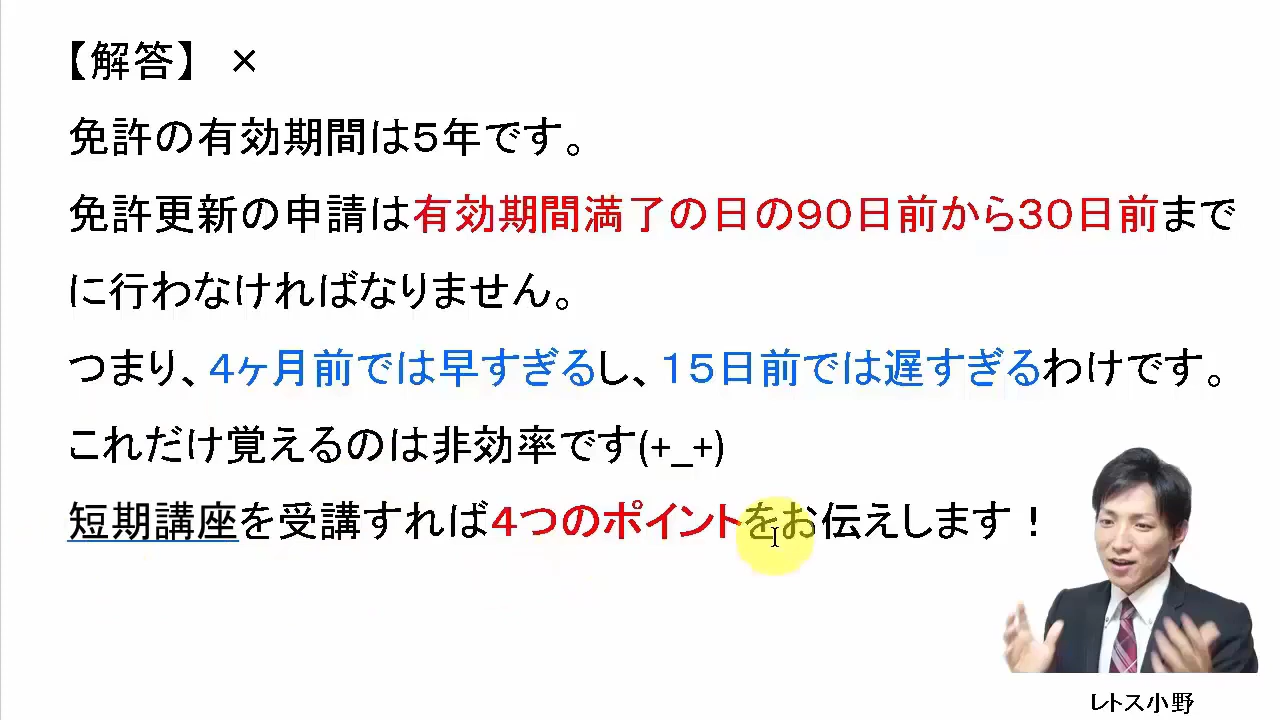 【解答】 ×
免許の有効期間は５年です。
免許更新の申請は有効期間満了の日の９０日前から３０日前まで
に行わなければなりません。
つまり、４ヶ月前では早すぎるし、１５日前では遅すぎるわけです。
これだけ覚えるのは非効率です(+_+)
短期講座を受講すれば４つのポイントをお伝えします！
レトス小野